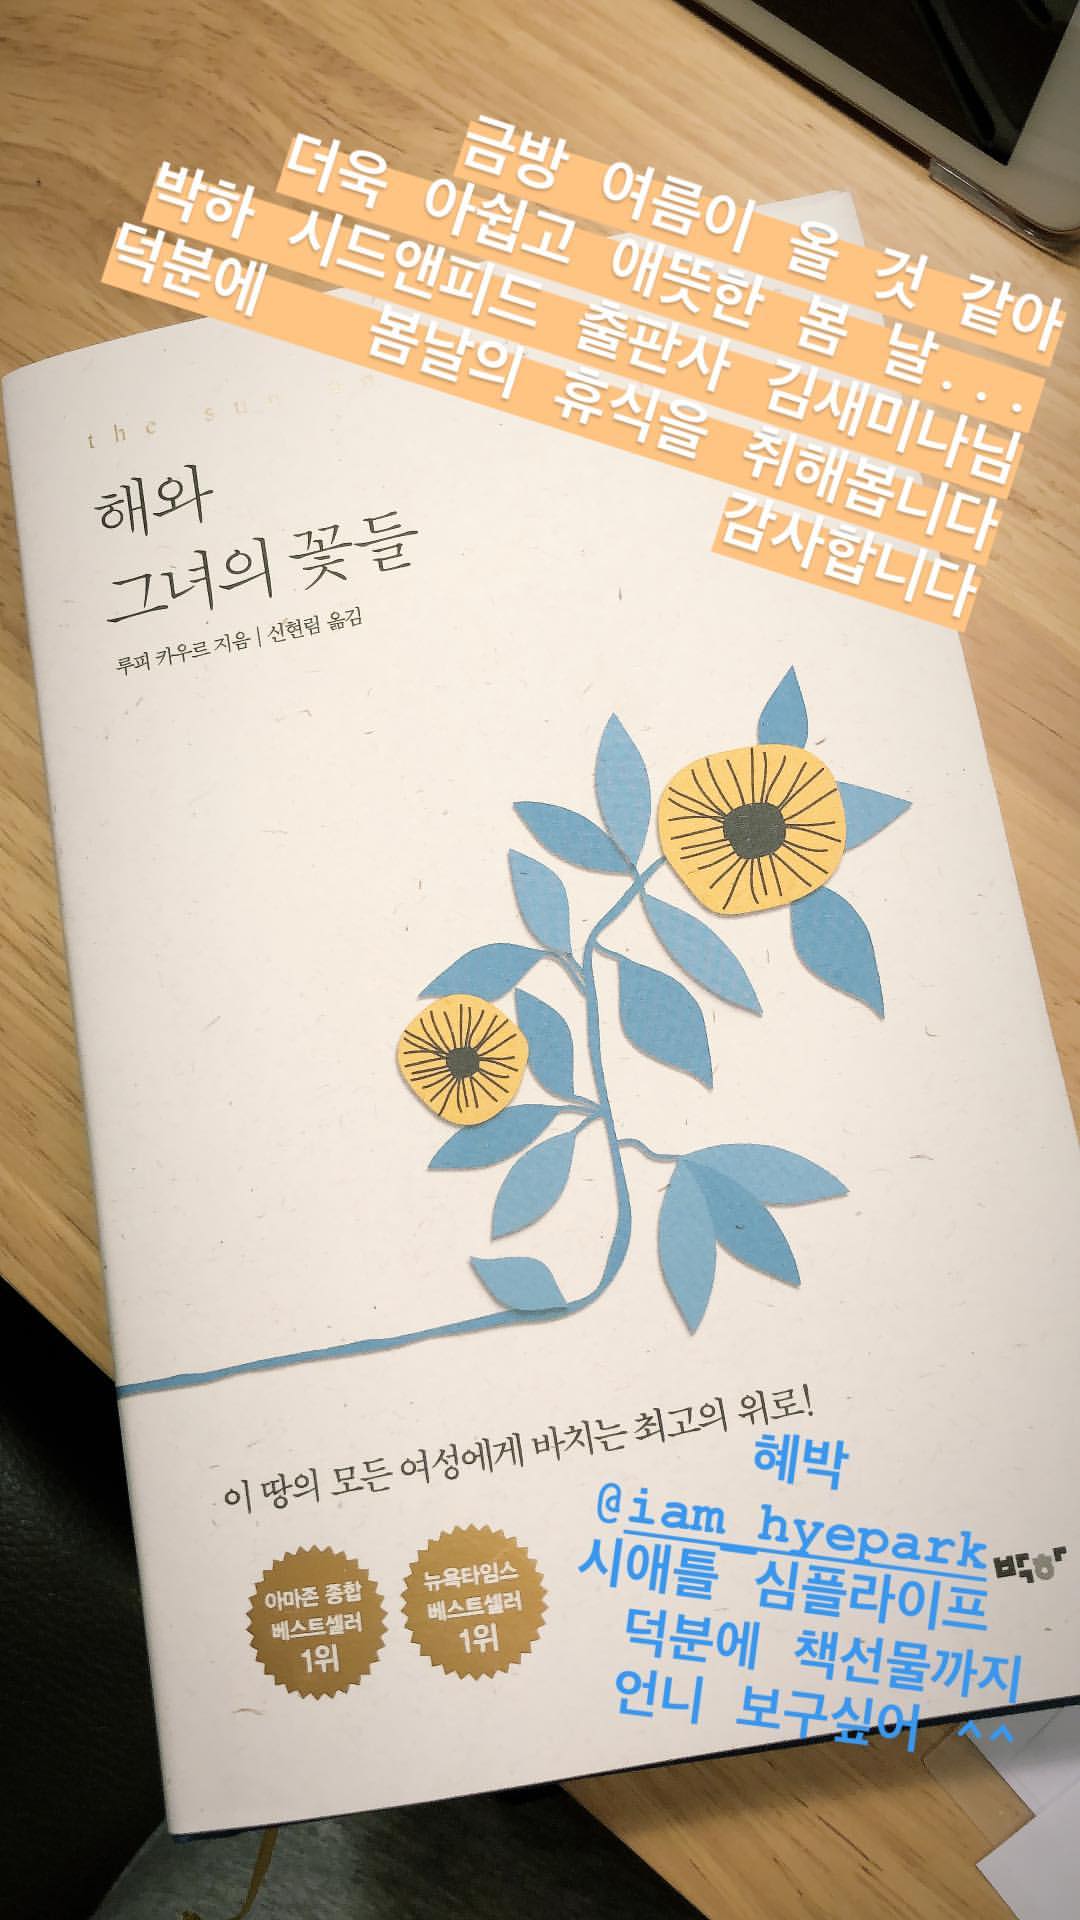 금방 여름이 올 것 같아
더욱 아쉽고 애뜻한 봄 날...
박하 시드앤피드 출판사 김새미나님
덕분에 봄날의 휴식을 취해봅니다
감사합니다
the sun
해와
그녀의 꽃들
루피 카우르 지음 | 신현림 옮김
이 땅의 모든 여성에게 바치는 최고의 위로!
아마존 종합
베스트셀러
1위
뉴욕타임스
베스트셀러
1위
혜박
@iam_hyepark
시애틀 심플라이프
덕분에 책선물까지
언니 보구싶어 ^^
박하